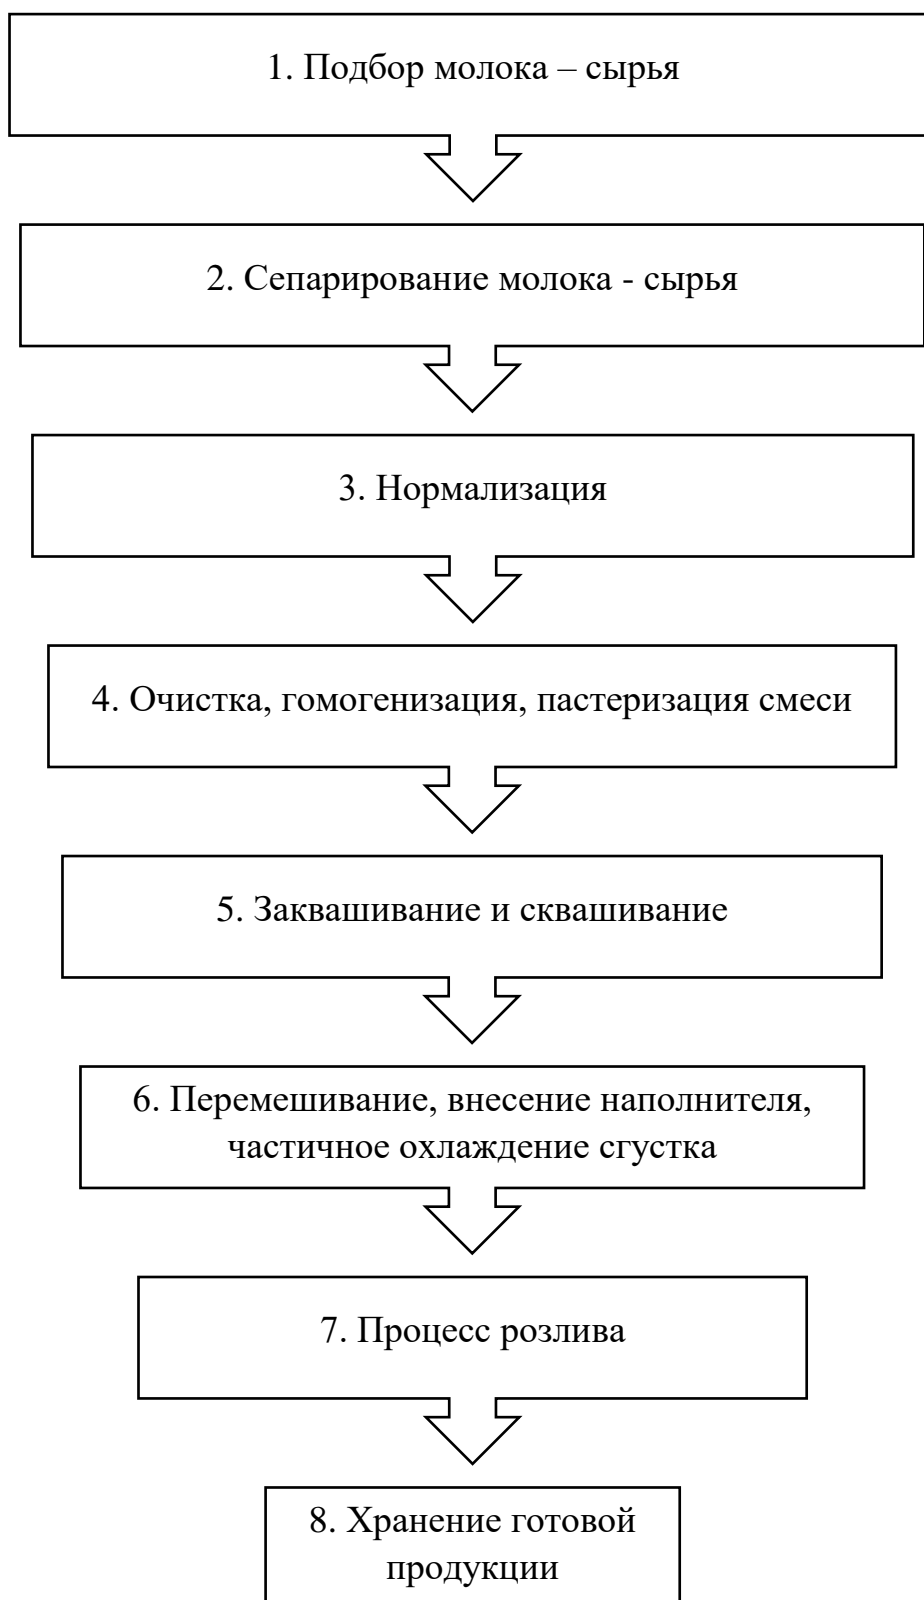 1. Подбор молока – сырья
2. Сепарирование молока - сырья
3. Нормализация
4. Очистка, гомогенизация, пастеризация смеси
5. Заквашивание и сквашивание
6. Перемешивание, внесение наполнителя,
частичное охлаждение сгустка
7. Процесс розлива
8. Хранение готовой
продукции